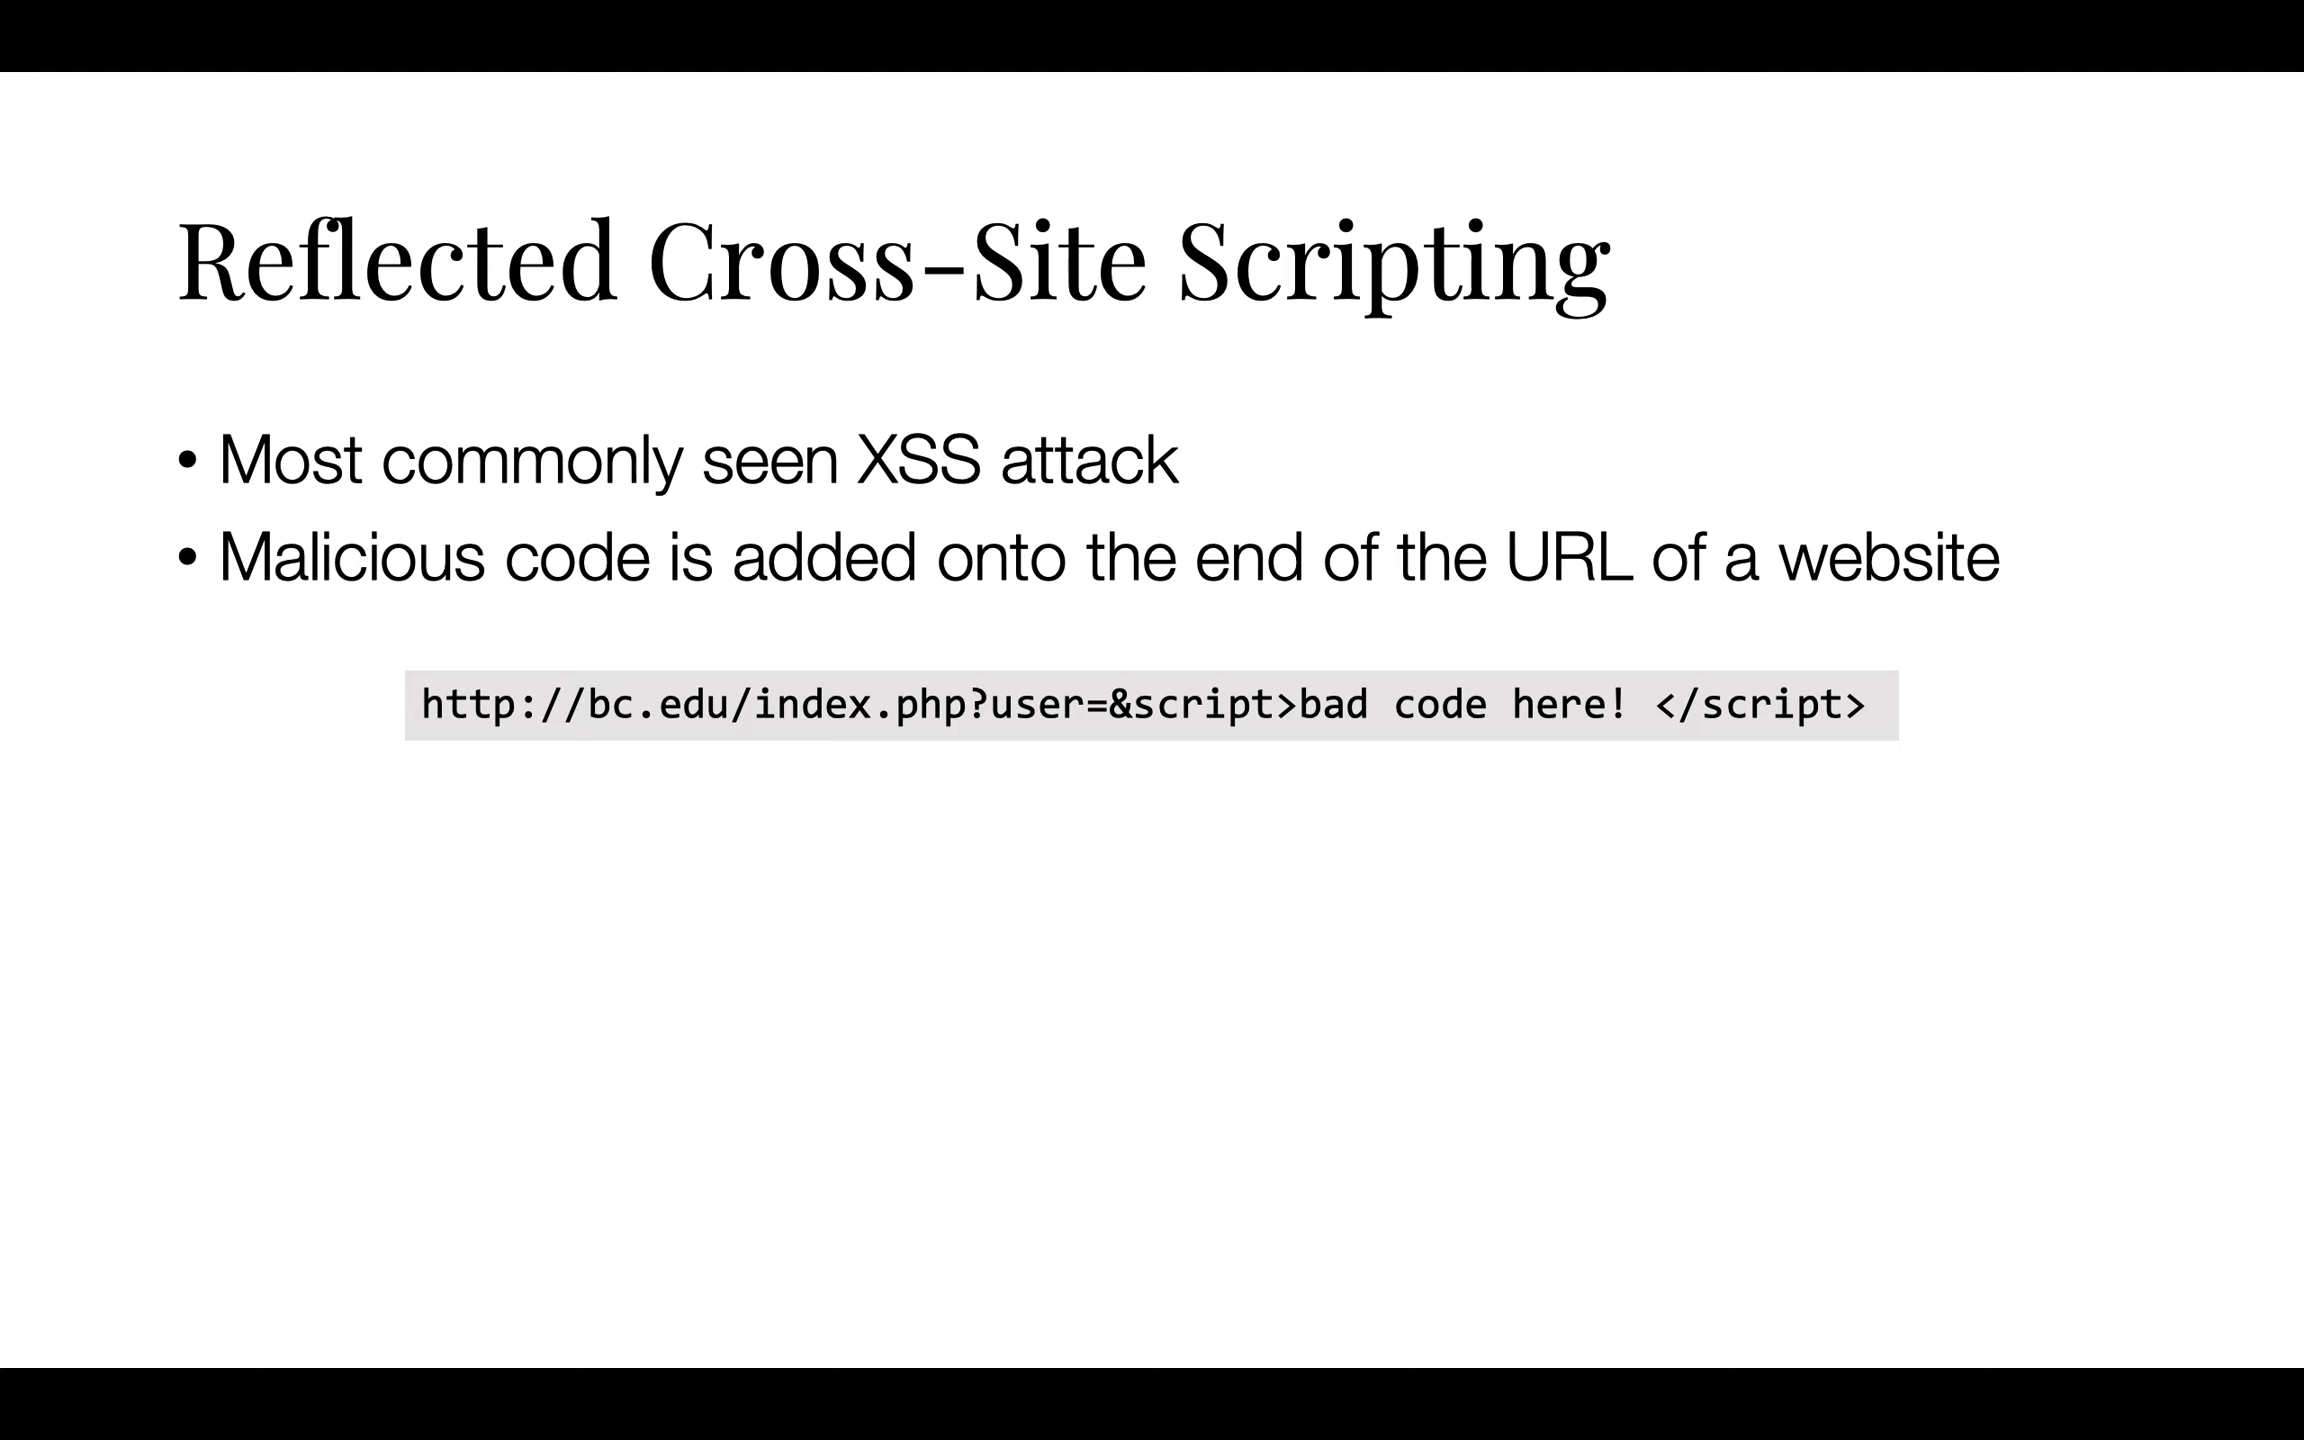 Reflected Cross-Site Scripting
• Most commonly seen XSS attack
• Malicious code is added onto the end of the URL of a website
http://bc.edu/index.php?user=&script>bad code here! </script>